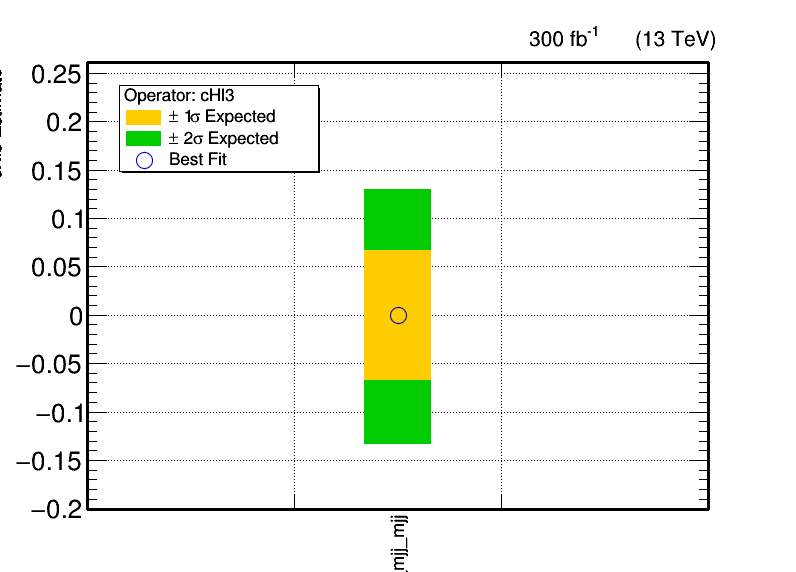 300 fb-1 (13 TeV)
0.25
0.2
0.15
0.1
0.05
0
−0.05
−0.1
−0.15
−0.2
Operator: cHl3
± 1σ Expected
± 2σ Expected
Best Fit
_mjj_mjj